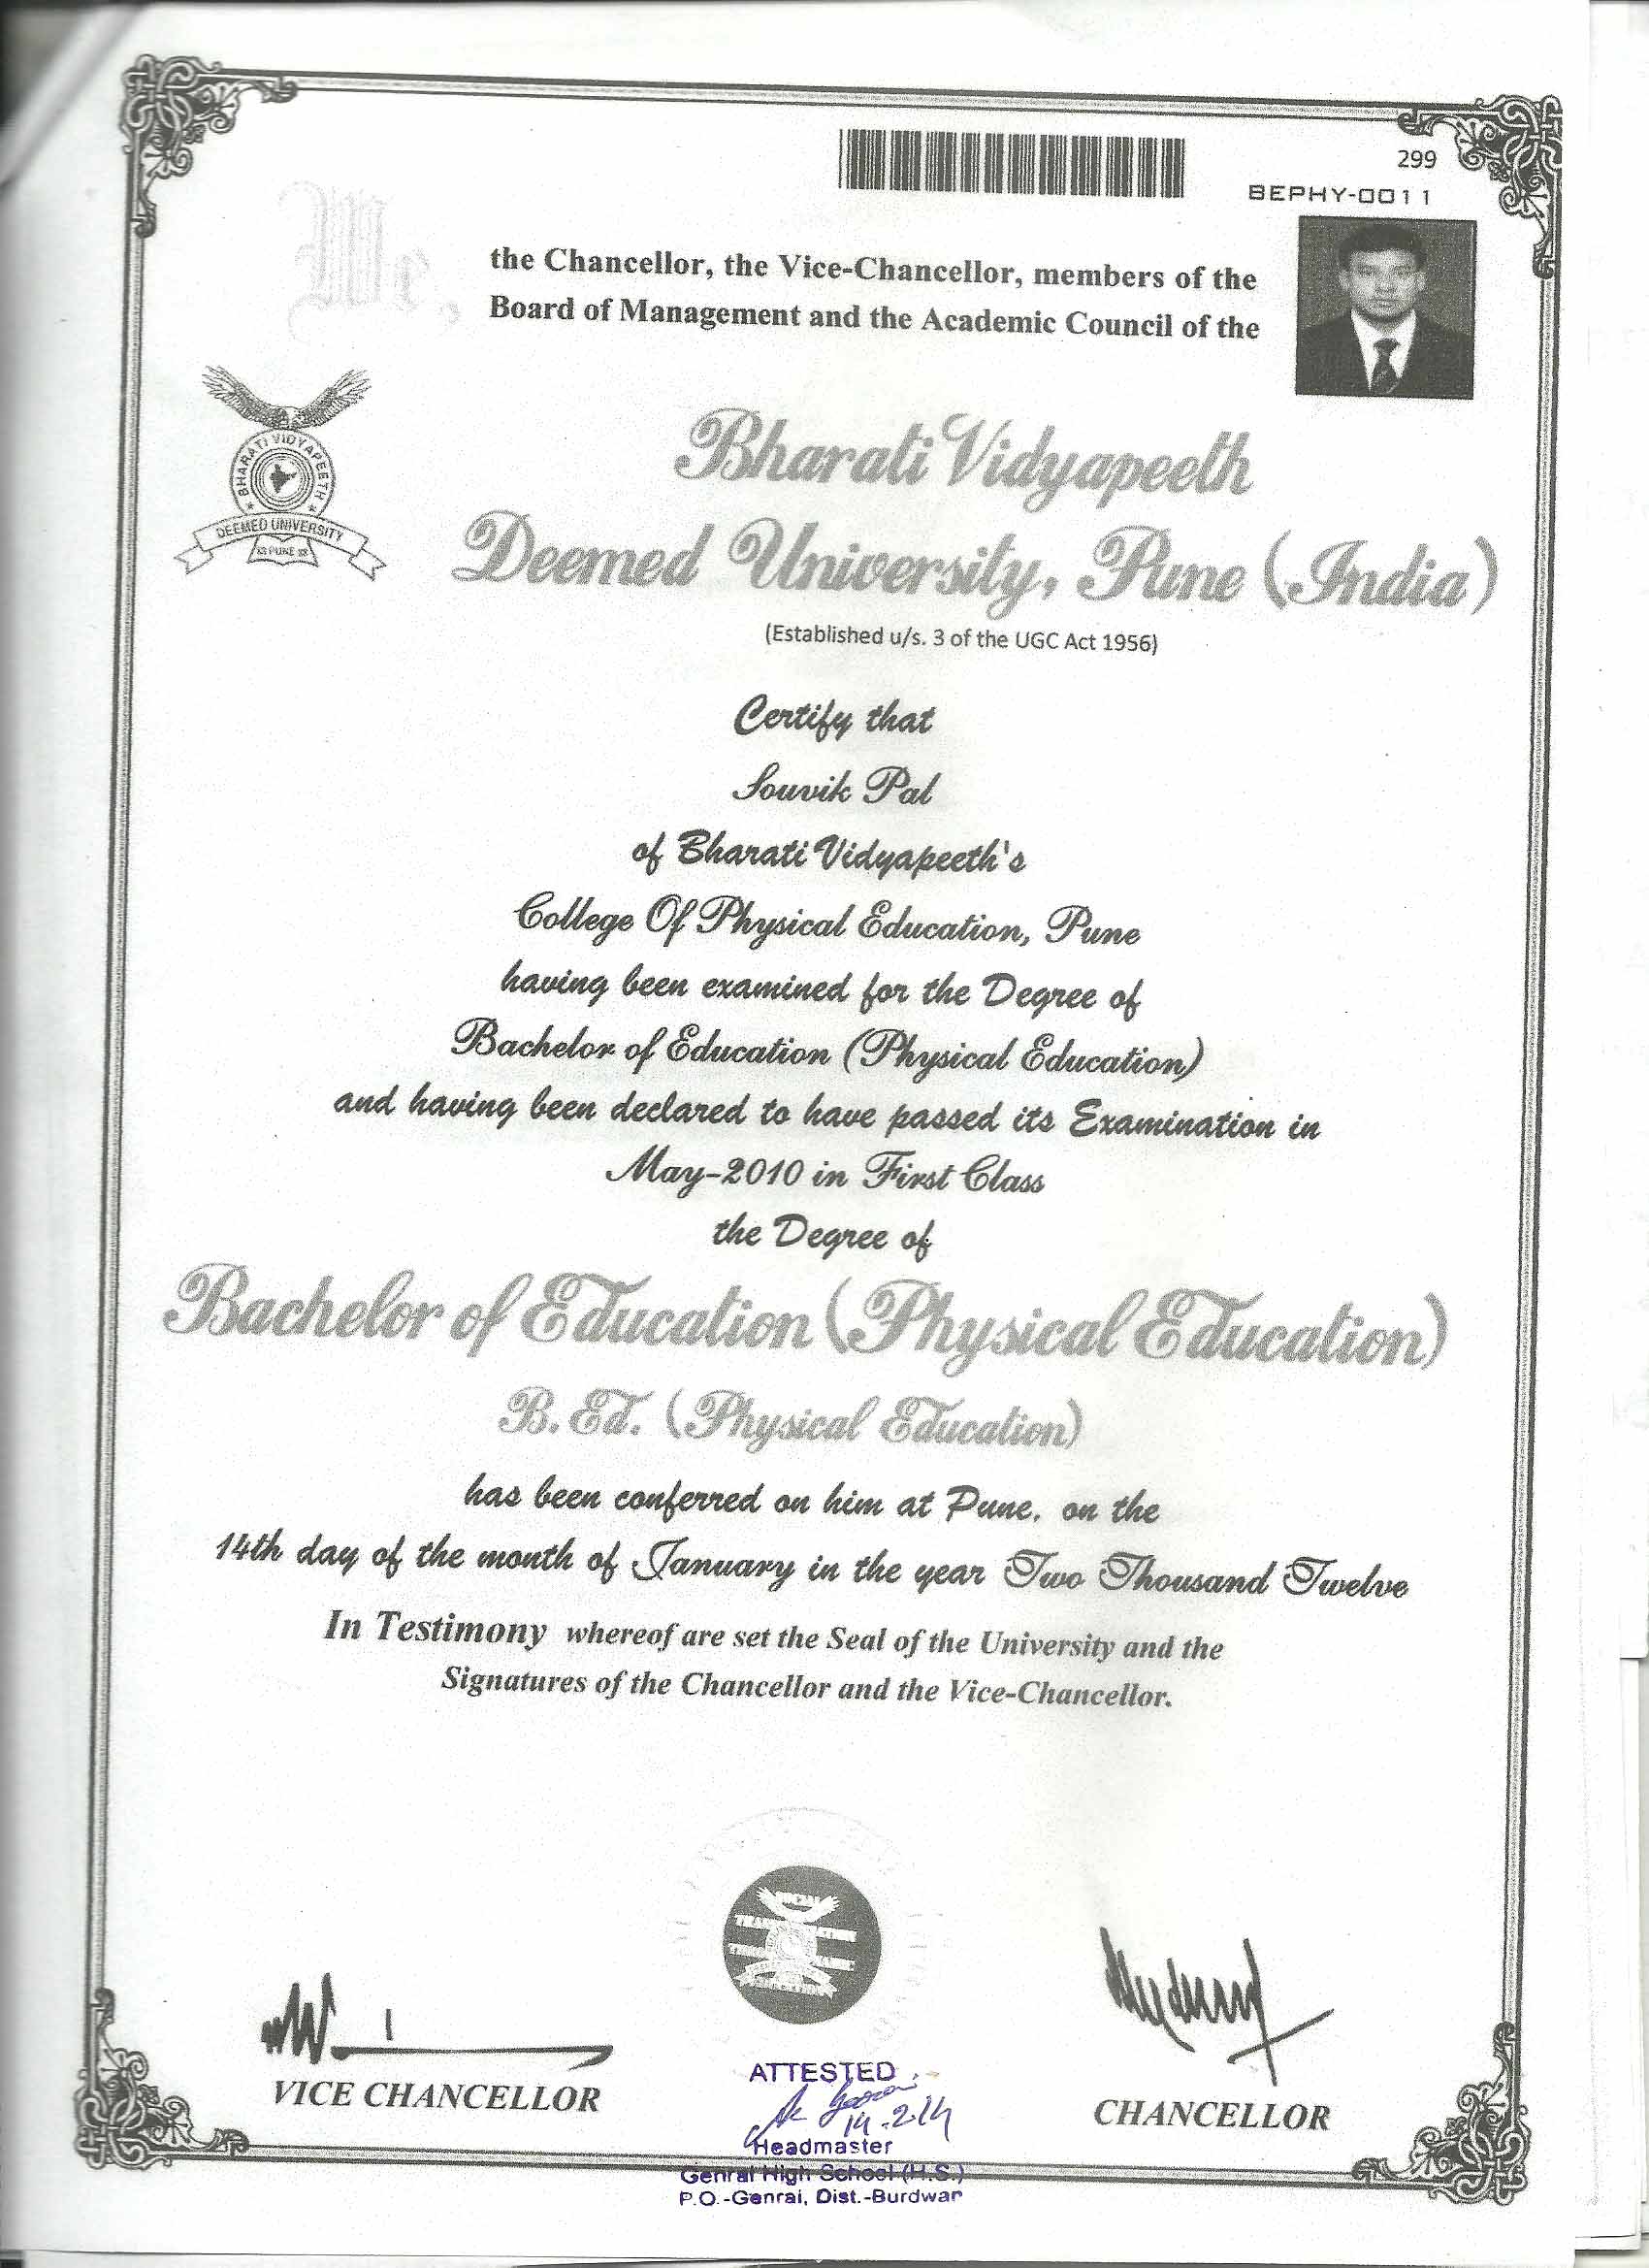 299
BEPHY-0011
We,
the Chancellor, the Vice-Chancellor, members of the
Board of Management and the Academic Council of the
BHARATI VIDYAPEETH
DEEMED UNIVERSITY
PUNE
Bharati Vidyapeeth
Deemed University, Pune (India)
(Established u/s. 3 of the UGC Act 1956)
Certify that
Souvik Pal
of Bharati Vidyapeeth's
College Of Physical Education, Pune
having been examined for the Degree of
Bachelor of Education (Physical Education)
and having been declared to have passed its Examination in
May-2010 in First Class
the Degree of
Bachelor of Education (Physical Education)
B. Ed. (Physical Education)
has been conferred on him at Pune. on the
14th day of the month of January in the year Two Thousand Twelve
In Testimony whereof are set the Seal of the University and the
Signatures of the Chancellor and the Vice-Chancellor.
VICE CHANCELLOR
CHANCELLOR
ATTESTED
14.2.14
Headmaster
Genrai High School (H.S.)
P.O.-Genrai, Dist.-Burdwan